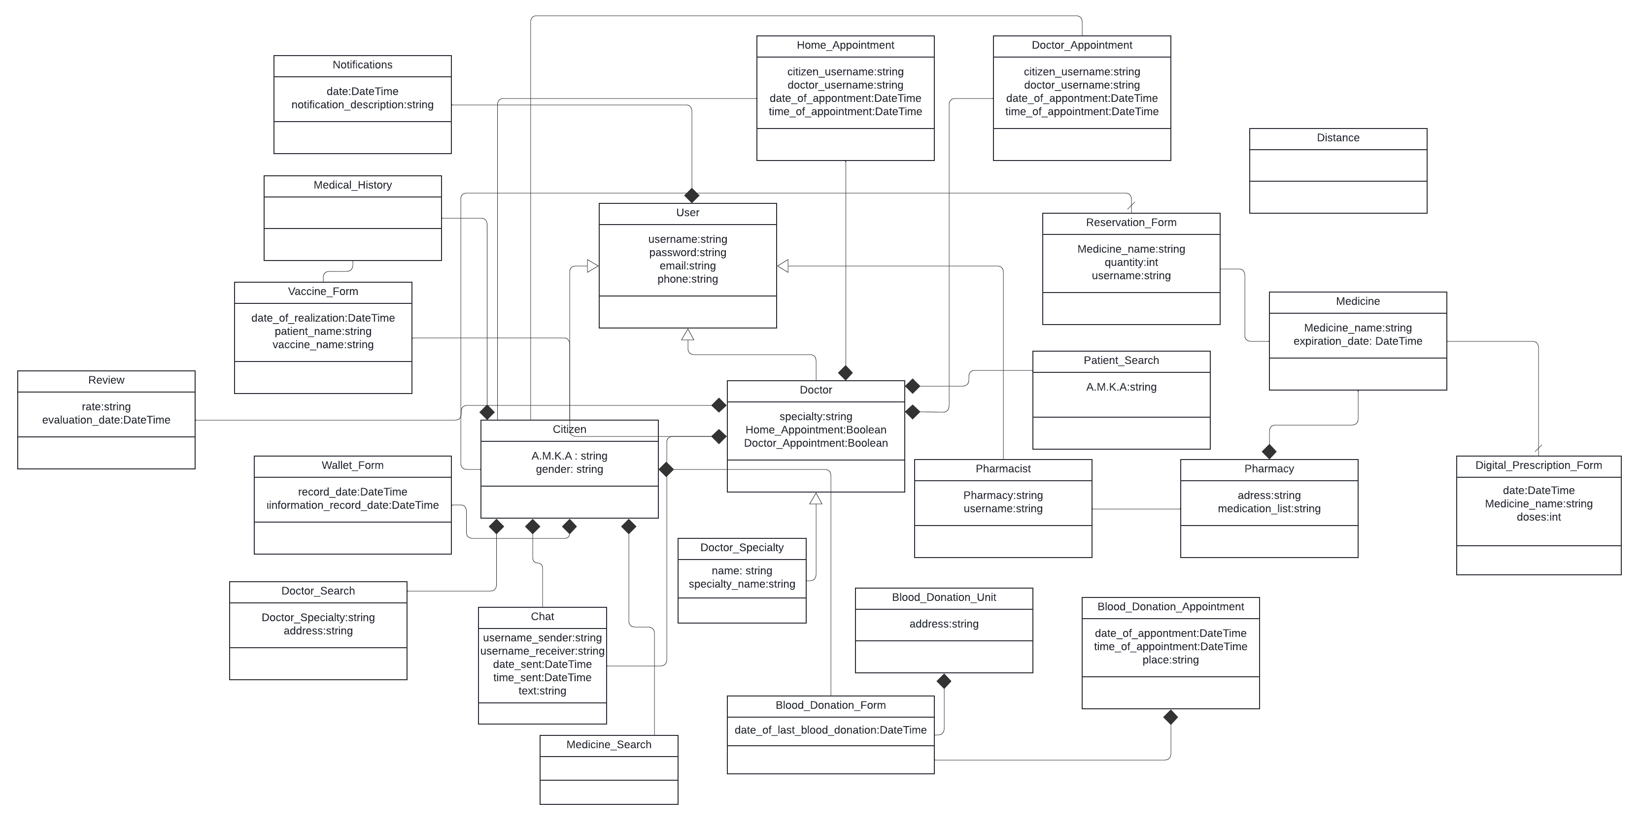 Home_Appointment
citizen_username:string
doctor_username:string
date_of_appontment:DateTime
time_of_appointment:DateTime
Doctor_Appointment
citizen_username:string
doctor_username:string
date_of_appontment:DateTime
time_of_appointment:DateTime
Notifications
date:DateTime
notification_description:string
Distance
Medical_History
User
username:string
password:string
email:string
phone:string
Reservation_Form
Medicine_name:string
quantity:int
username:string
Vaccine_Form
date_of_realization:DateTime
patient_name:string
vaccine_name:string
Medicine
Medicine_name:string
expiration_date: DateTime
Patient_Search
A.M.K.A:string
Review
rate:string
evaluation_date:DateTime
Doctor
specialty:string
Home_Appointment:Boolean
Doctor_Appointment:Boolean
Citizen
A.M.K.A : string
gender: string
Wallet_Form
record_date:DateTime
iinformation_record_date:DateTime
Pharmacist
Pharmacy:string
username:string
Pharmacy
adress:string
medication_list:string
Digital_Prescription_Form
date:DateTime
Medicine_name:string
doses:int
Doctor_Specialty
name: string
specialty_name:string
Doctor_Search
Doctor_Specialty:string
address:string
Blood_Donation_Unit
address:string
Blood_Donation_Appointment
date_of_appontment:DateTime
time_of_appointment:DateTime
place:string
Chat
username_sender:string
username_receiver:string
date_sent:DateTime
time_sent:DateTime
text:string
Blood_Donation_Form
date_of_last_blood_donation:DateTime
Medicine_Search